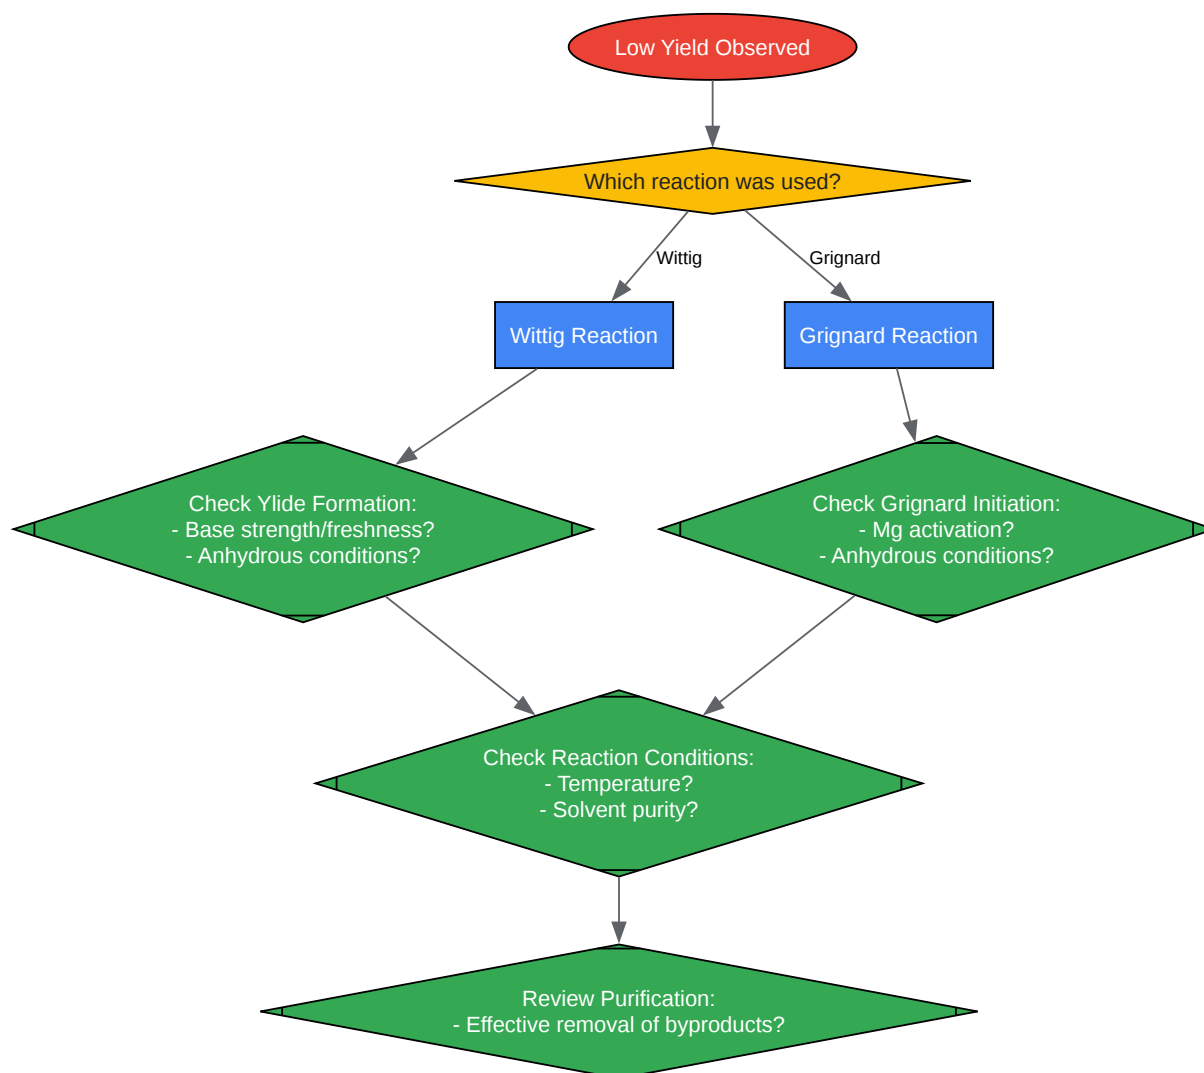 Low Yield Observed
Which reaction was used?
Wittig
Grignard
Wittig Reaction
Grignard Reaction
Check Ylide Formation:
- Base strength/freshness?
- Anhydrous conditions?
Check Grignard Initiation:
- Mg activation?
- Anhydrous conditions?
Check Reaction Conditions:
- Temperature?
- Solvent purity?
Review Purification:
- Effective removal of byproducts?